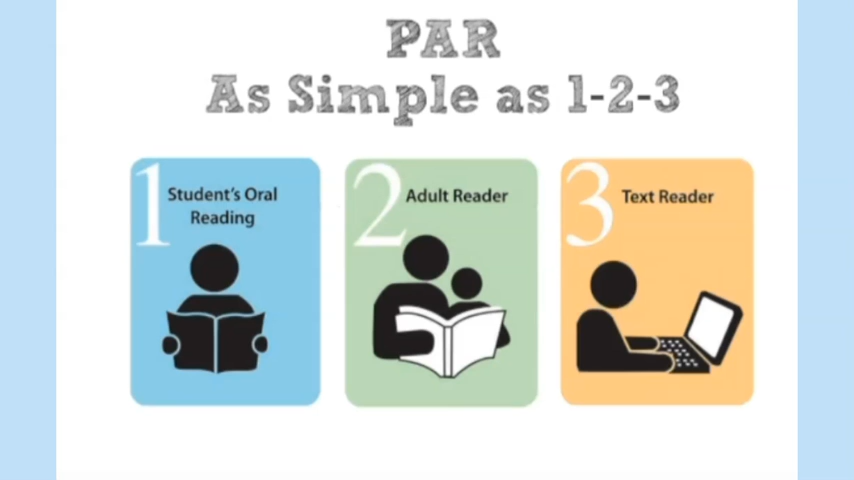 PAR
As Simple as 1-2-3
1
Student's Oral
Reading
2
Adult Reader
3
Text Reader